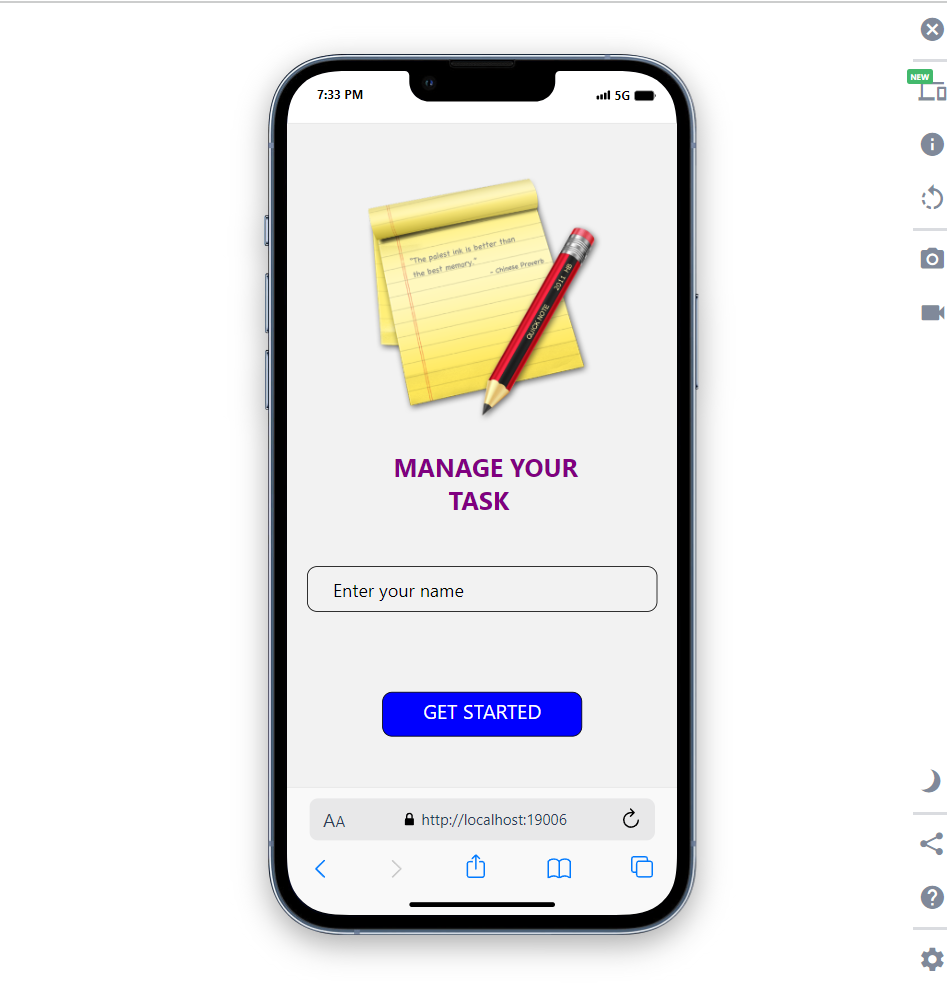 NEW
7:33 PM
5G
"The palest ink is better than
the best memory."
- Chinese Proverb
QUICK NOTE 2011 HB
MANAGE YOUR
TASK
Enter your name
GET STARTED
AA
http://localhost:19006